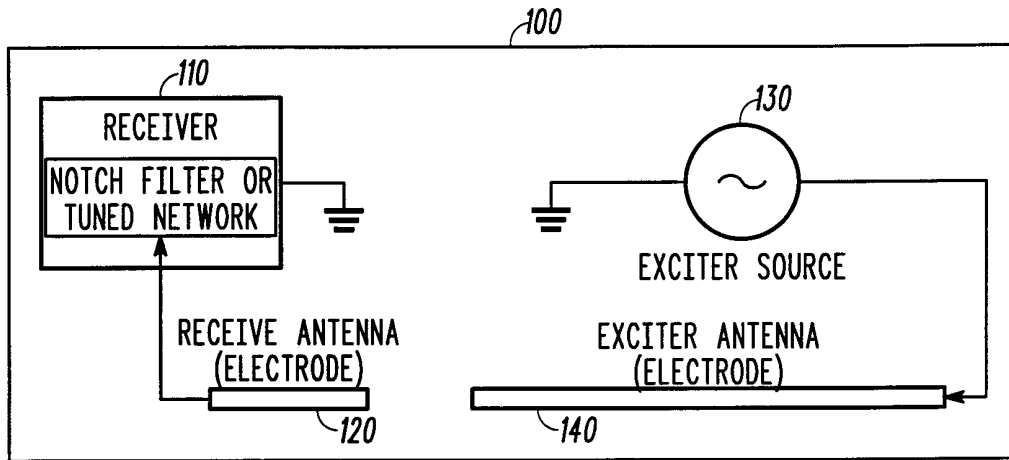 100
110
RECEIVER
NOTCH FILTER OR
TUNED NETWORK
130
EXCITER SOURCE
RECEIVE ANTENNA
(ELECTRODE)
120
EXCITER ANTENNA
(ELECTRODE)
140